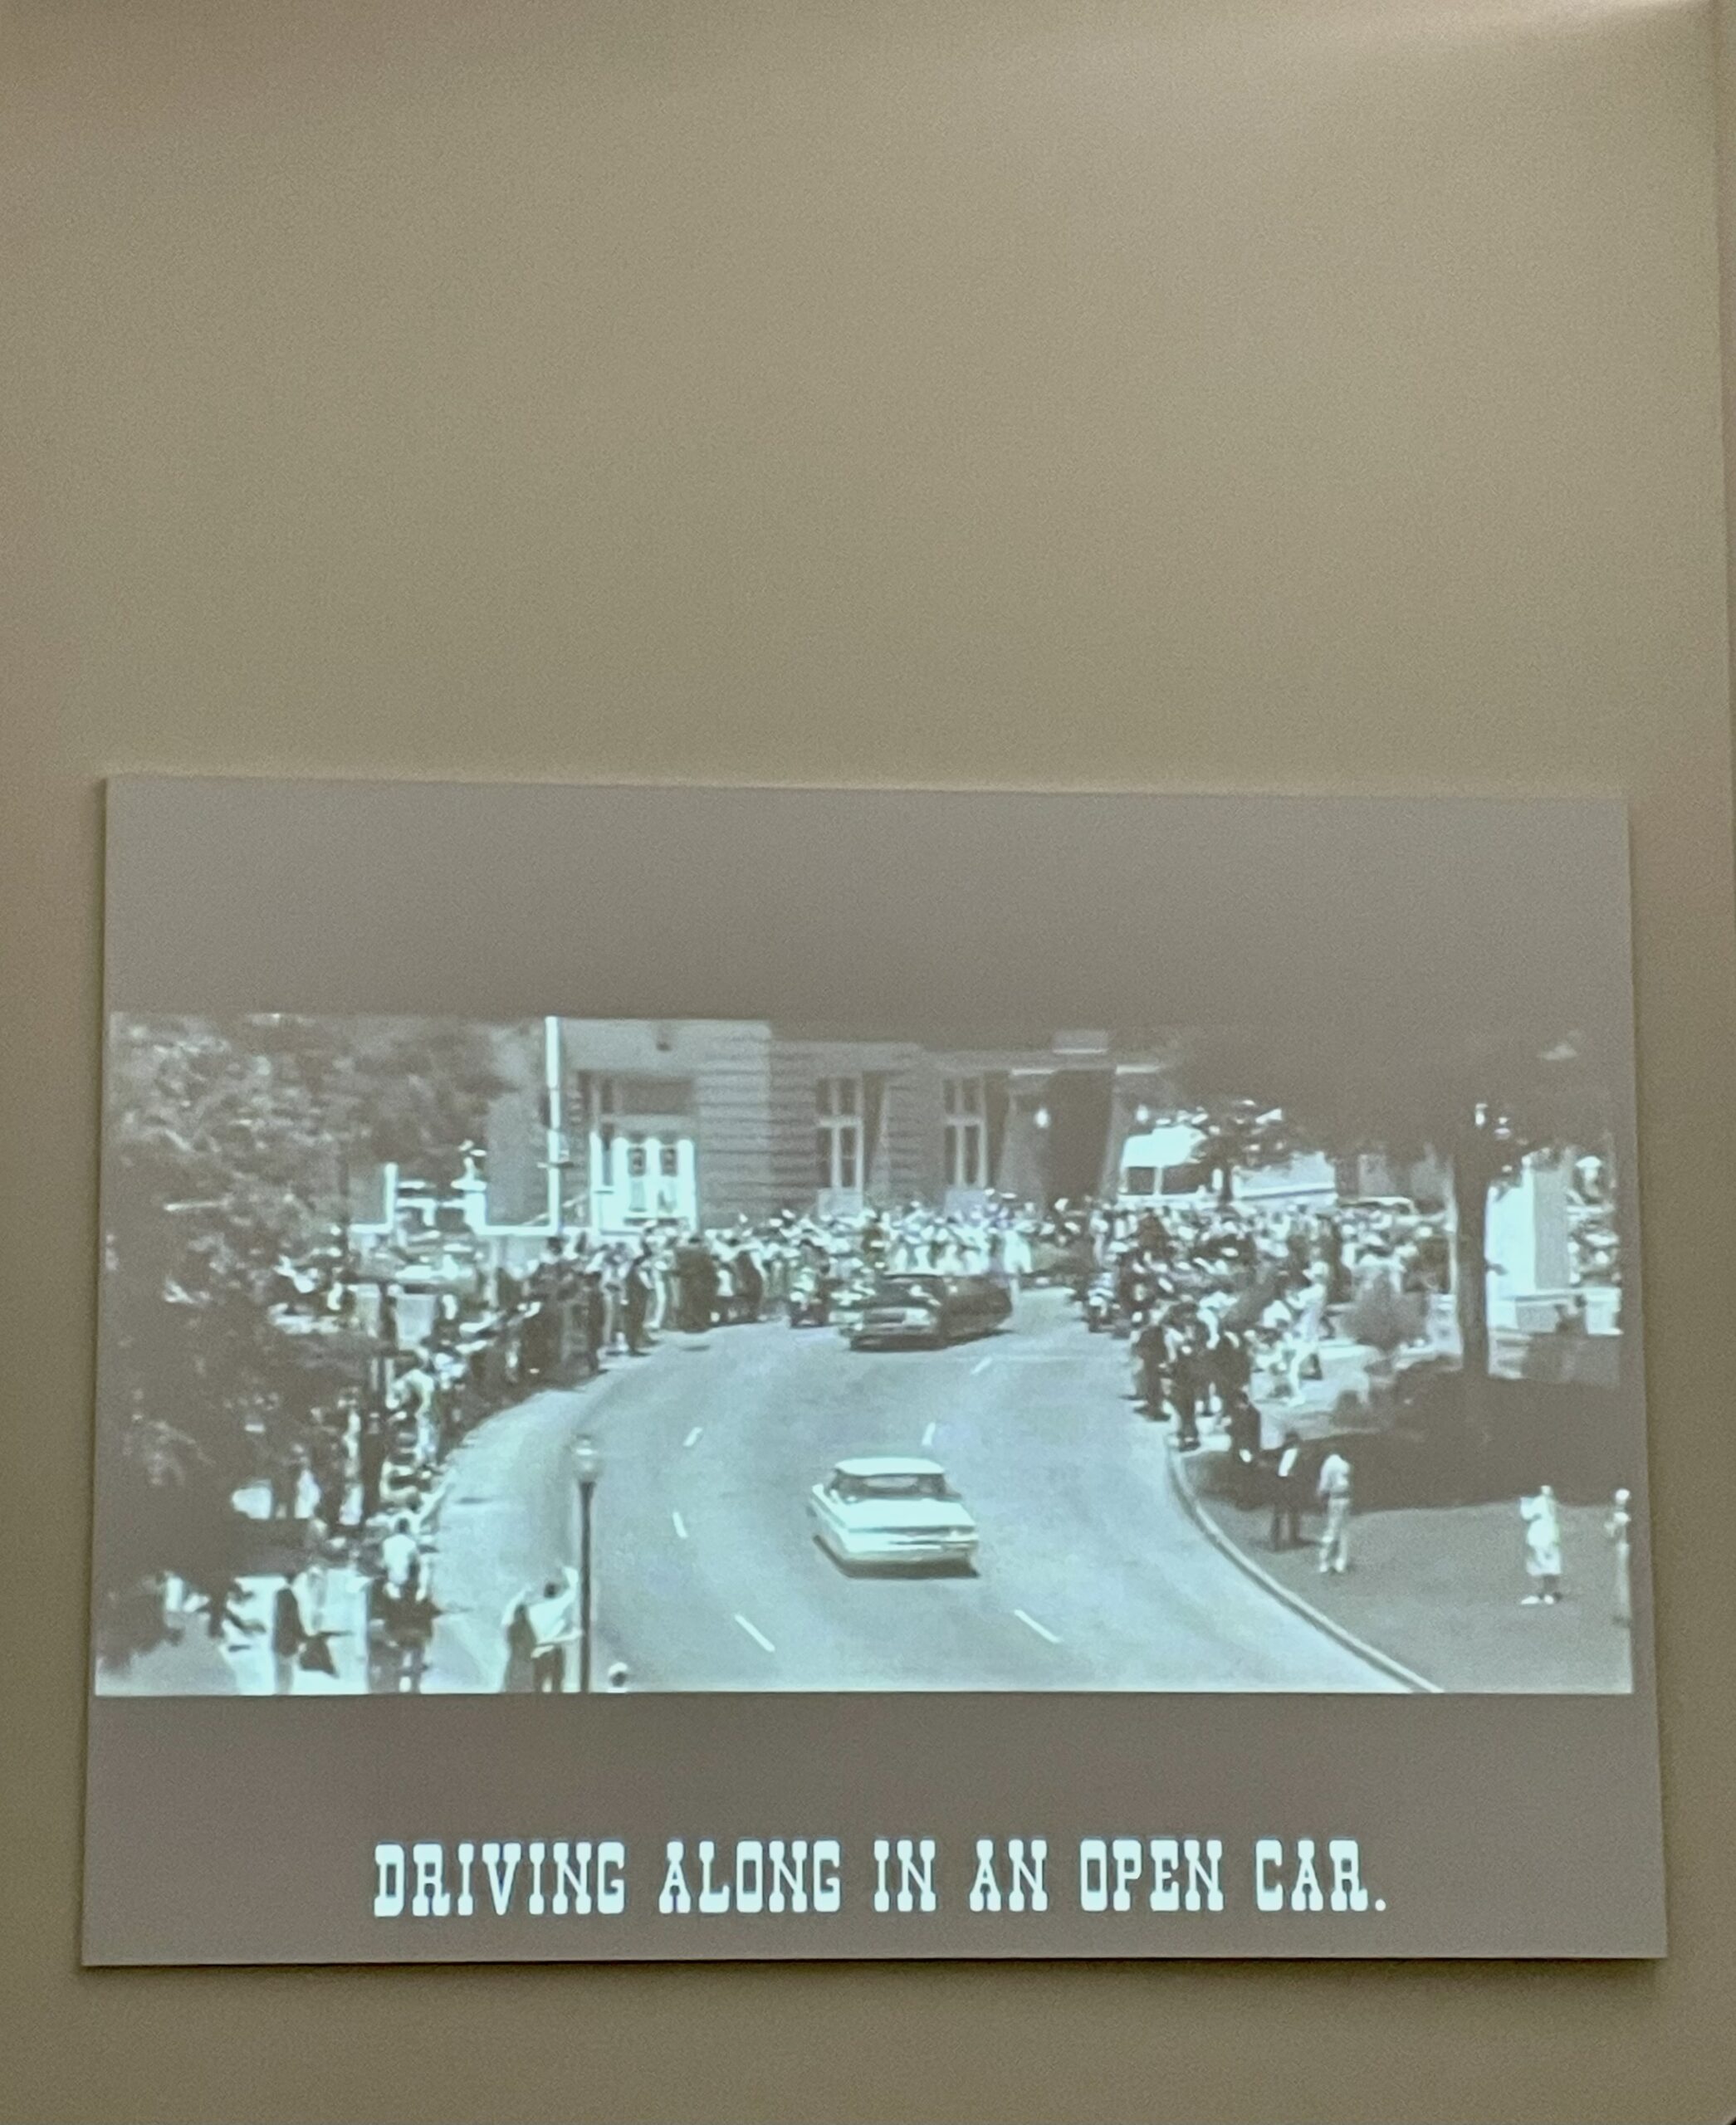 DRIVING ALONG IN AN OPEN CAR.